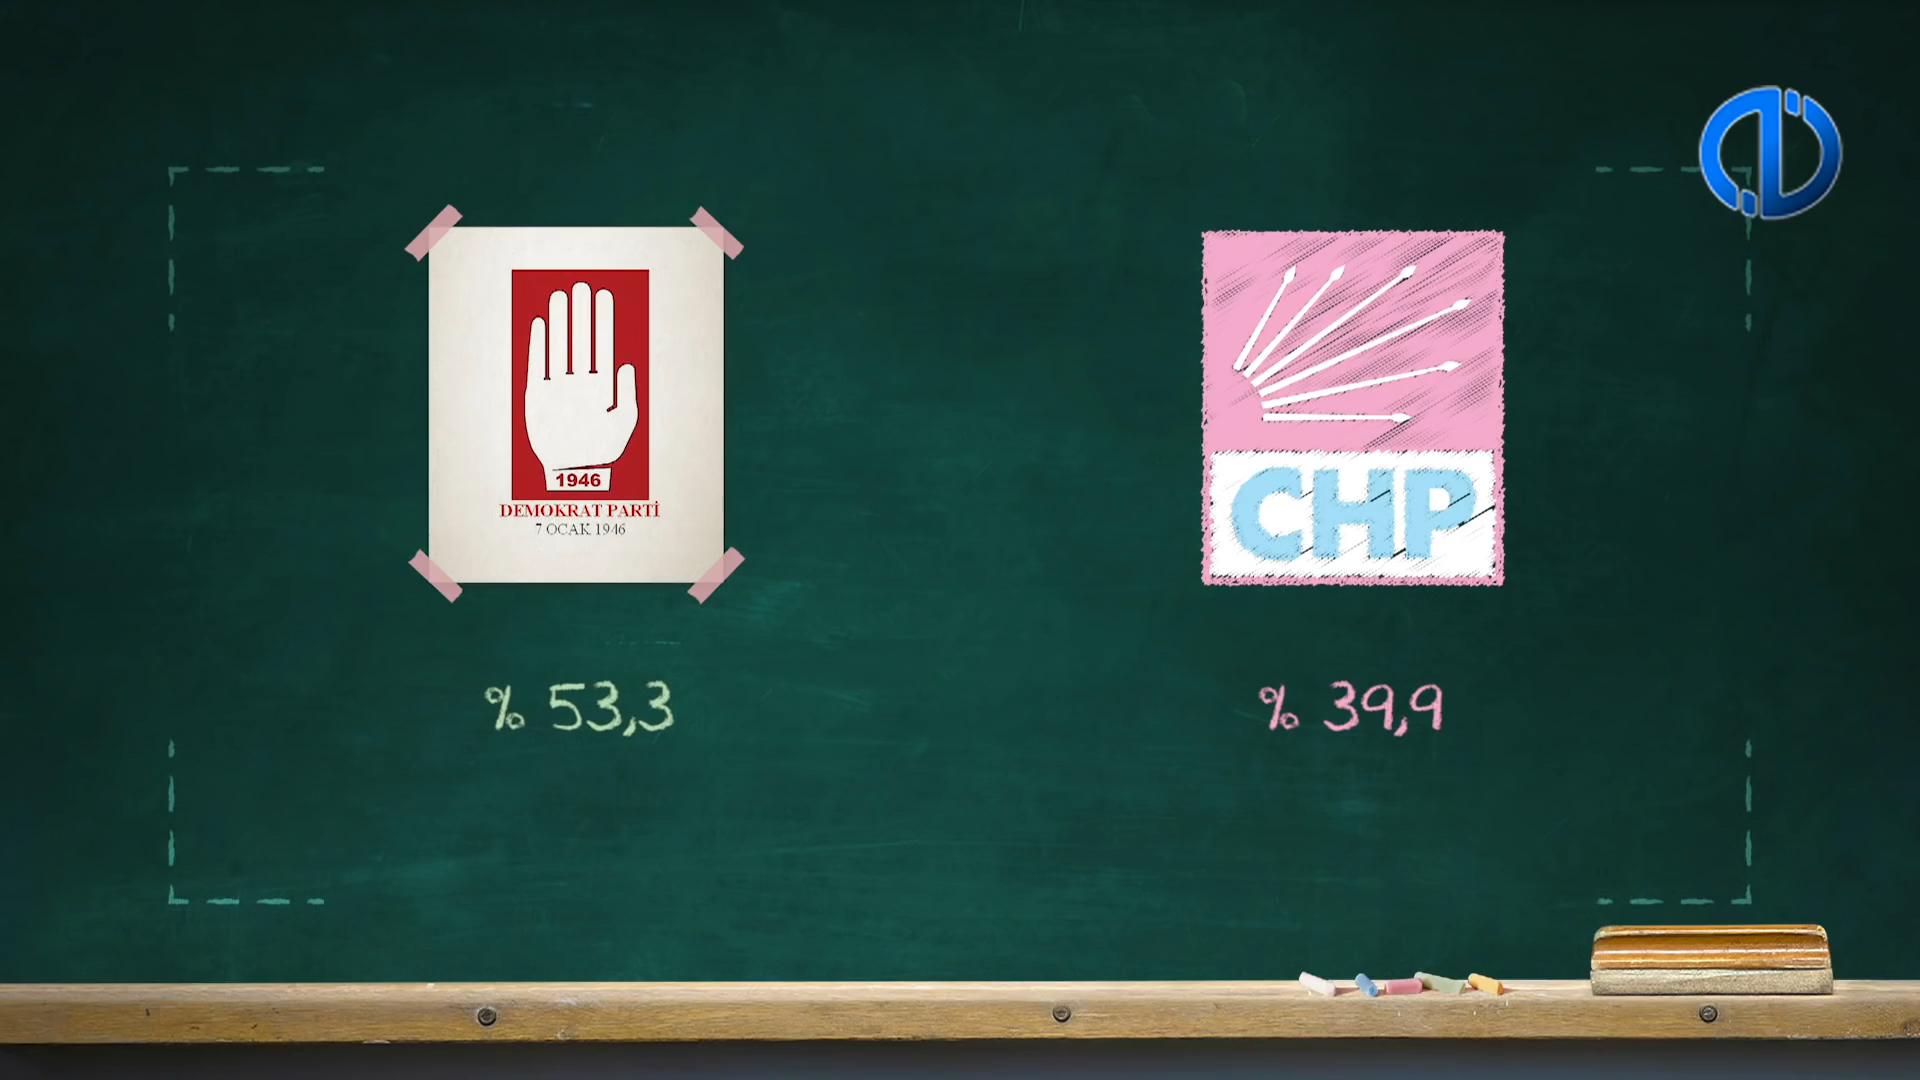 1946
DEMOKRAT PARTİ
7 OCAK 1946
% 53,3
CHP
% 39,9